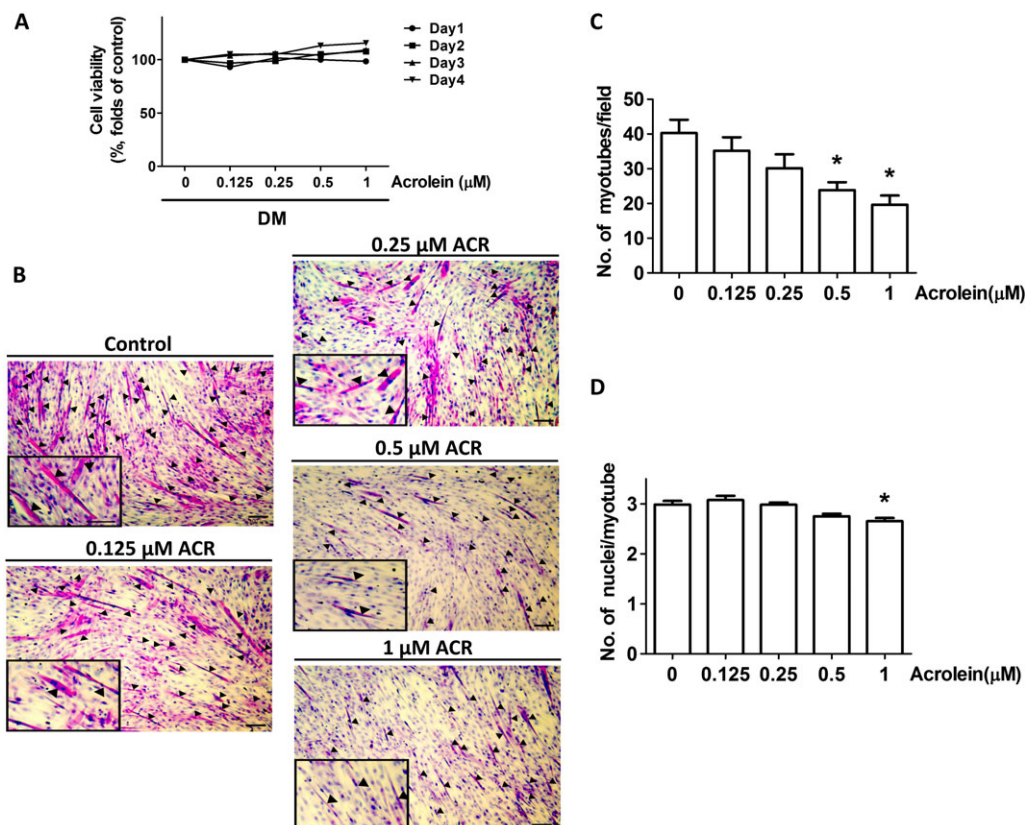 A
Cell viability
(%, folds of control)
100
50
0
Day1
Day2
Day3
Day4
0 0.125 0.25 0.5 1 Acrolein (μM)
DM
B
Control
0.125 μM ACR
0.25 μM ACR
0.5 μM ACR
1 μM ACR
C
No. of myotubes/field
50
40
30
20
10
0
*
*
0 0.125 0.25 0.5 1 Acrolein(μM)
D
No. of nuclei/myotube
4
3
2
1
0
*
0 0.125 0.25 0.5 1 Acrolein(μM)